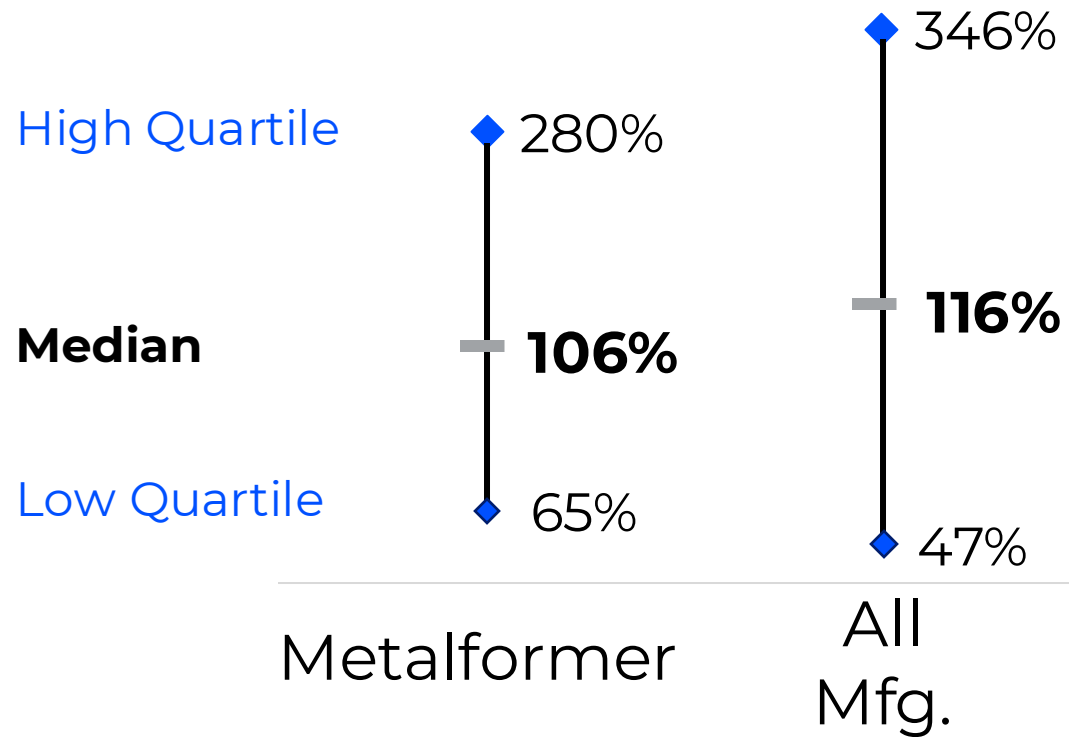 346%
High Quartile
280%
116%
Median
106%
Low Quartile
65%
47%
Metalformer
All
Mfg.